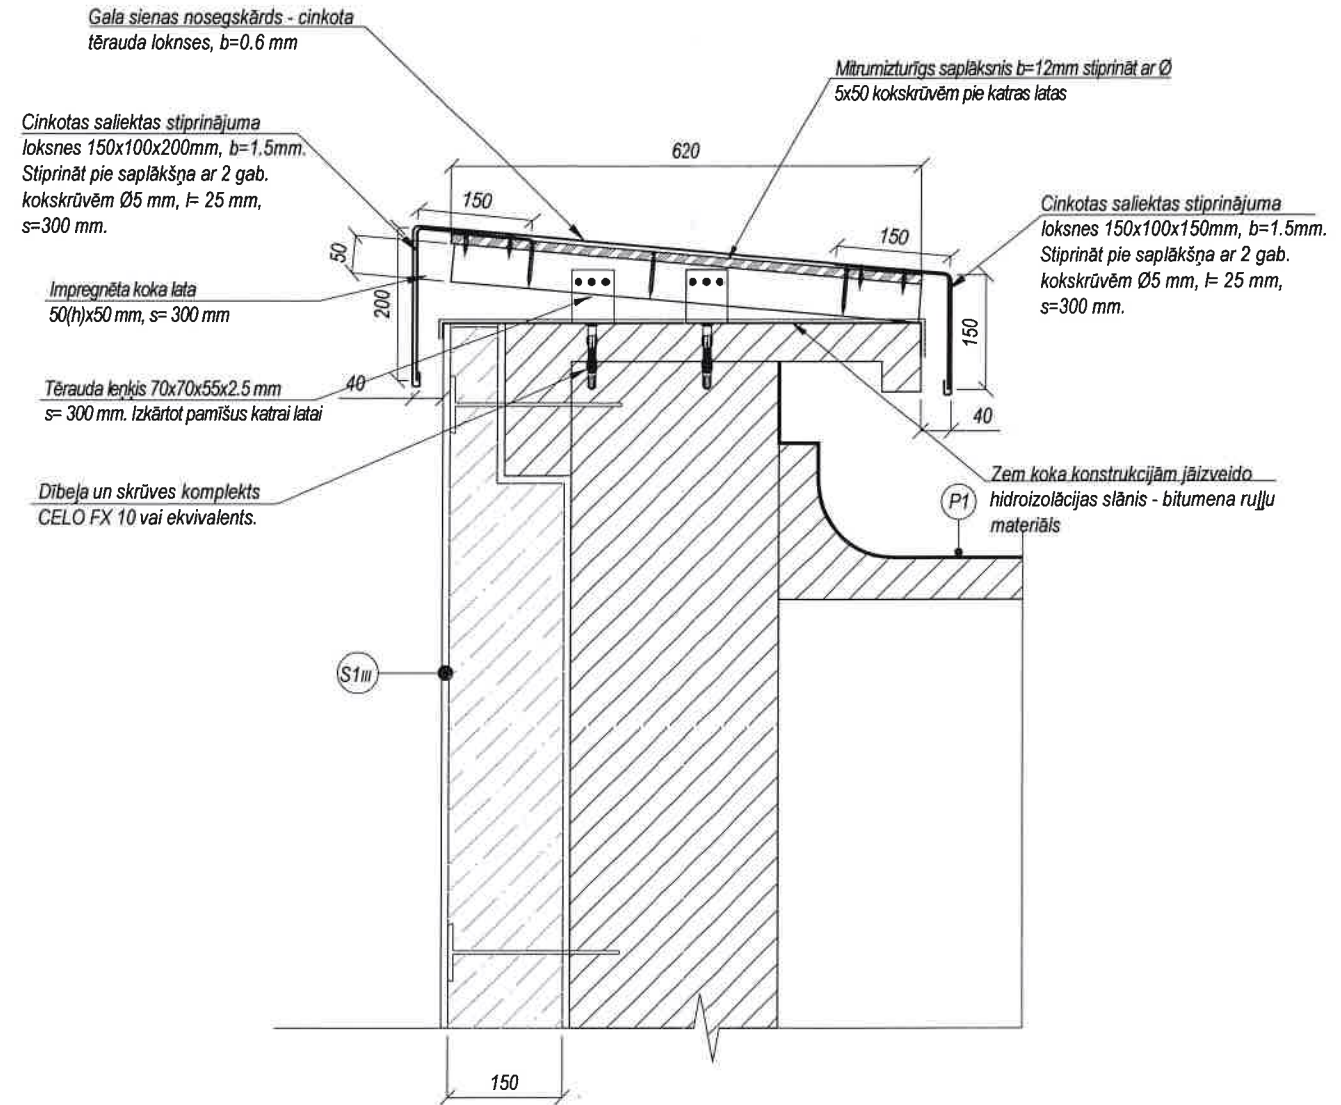 Gala sienas nosegskārds - cinkota
tērauda loknses, b=0.6 mm
Mitrumizturīgs saplāksnis b=12mm stiprināt ar Ø
5x50 kokskrūvēm pie katras latas
Cinkotas saliektas stiprinājuma
loksnes 150x100x200mm, b=1.5mm.
Stiprināt pie saplākšņa ar 2 gab.
kokskrūvēm Ø5 mm, l= 25 mm,
s=300 mm.
620
150
150
50
200
Cinkotas saliektas stiprinājuma
loksnes 150x100x150mm, b=1.5mm.
Stiprināt pie saplākšņa ar 2 gab.
kokskrūvēm Ø5 mm, l= 25 mm,
s=300 mm.
Impregnēta koka lata
50(h)x50 mm, s= 300 mm
150
Tērauda leņķis 70x70x55x2.5 mm
s= 300 mm. Izkārtot pamīšus katrai latai
40
40
Dībeļa un skrūves komplekts
CELO FX 10 vai ekvivalents.
Zem koka konstrukcijām jāizveido
hidroizolācijas slānis - bitumena ruļļu
materiāls
P1
S1III
150